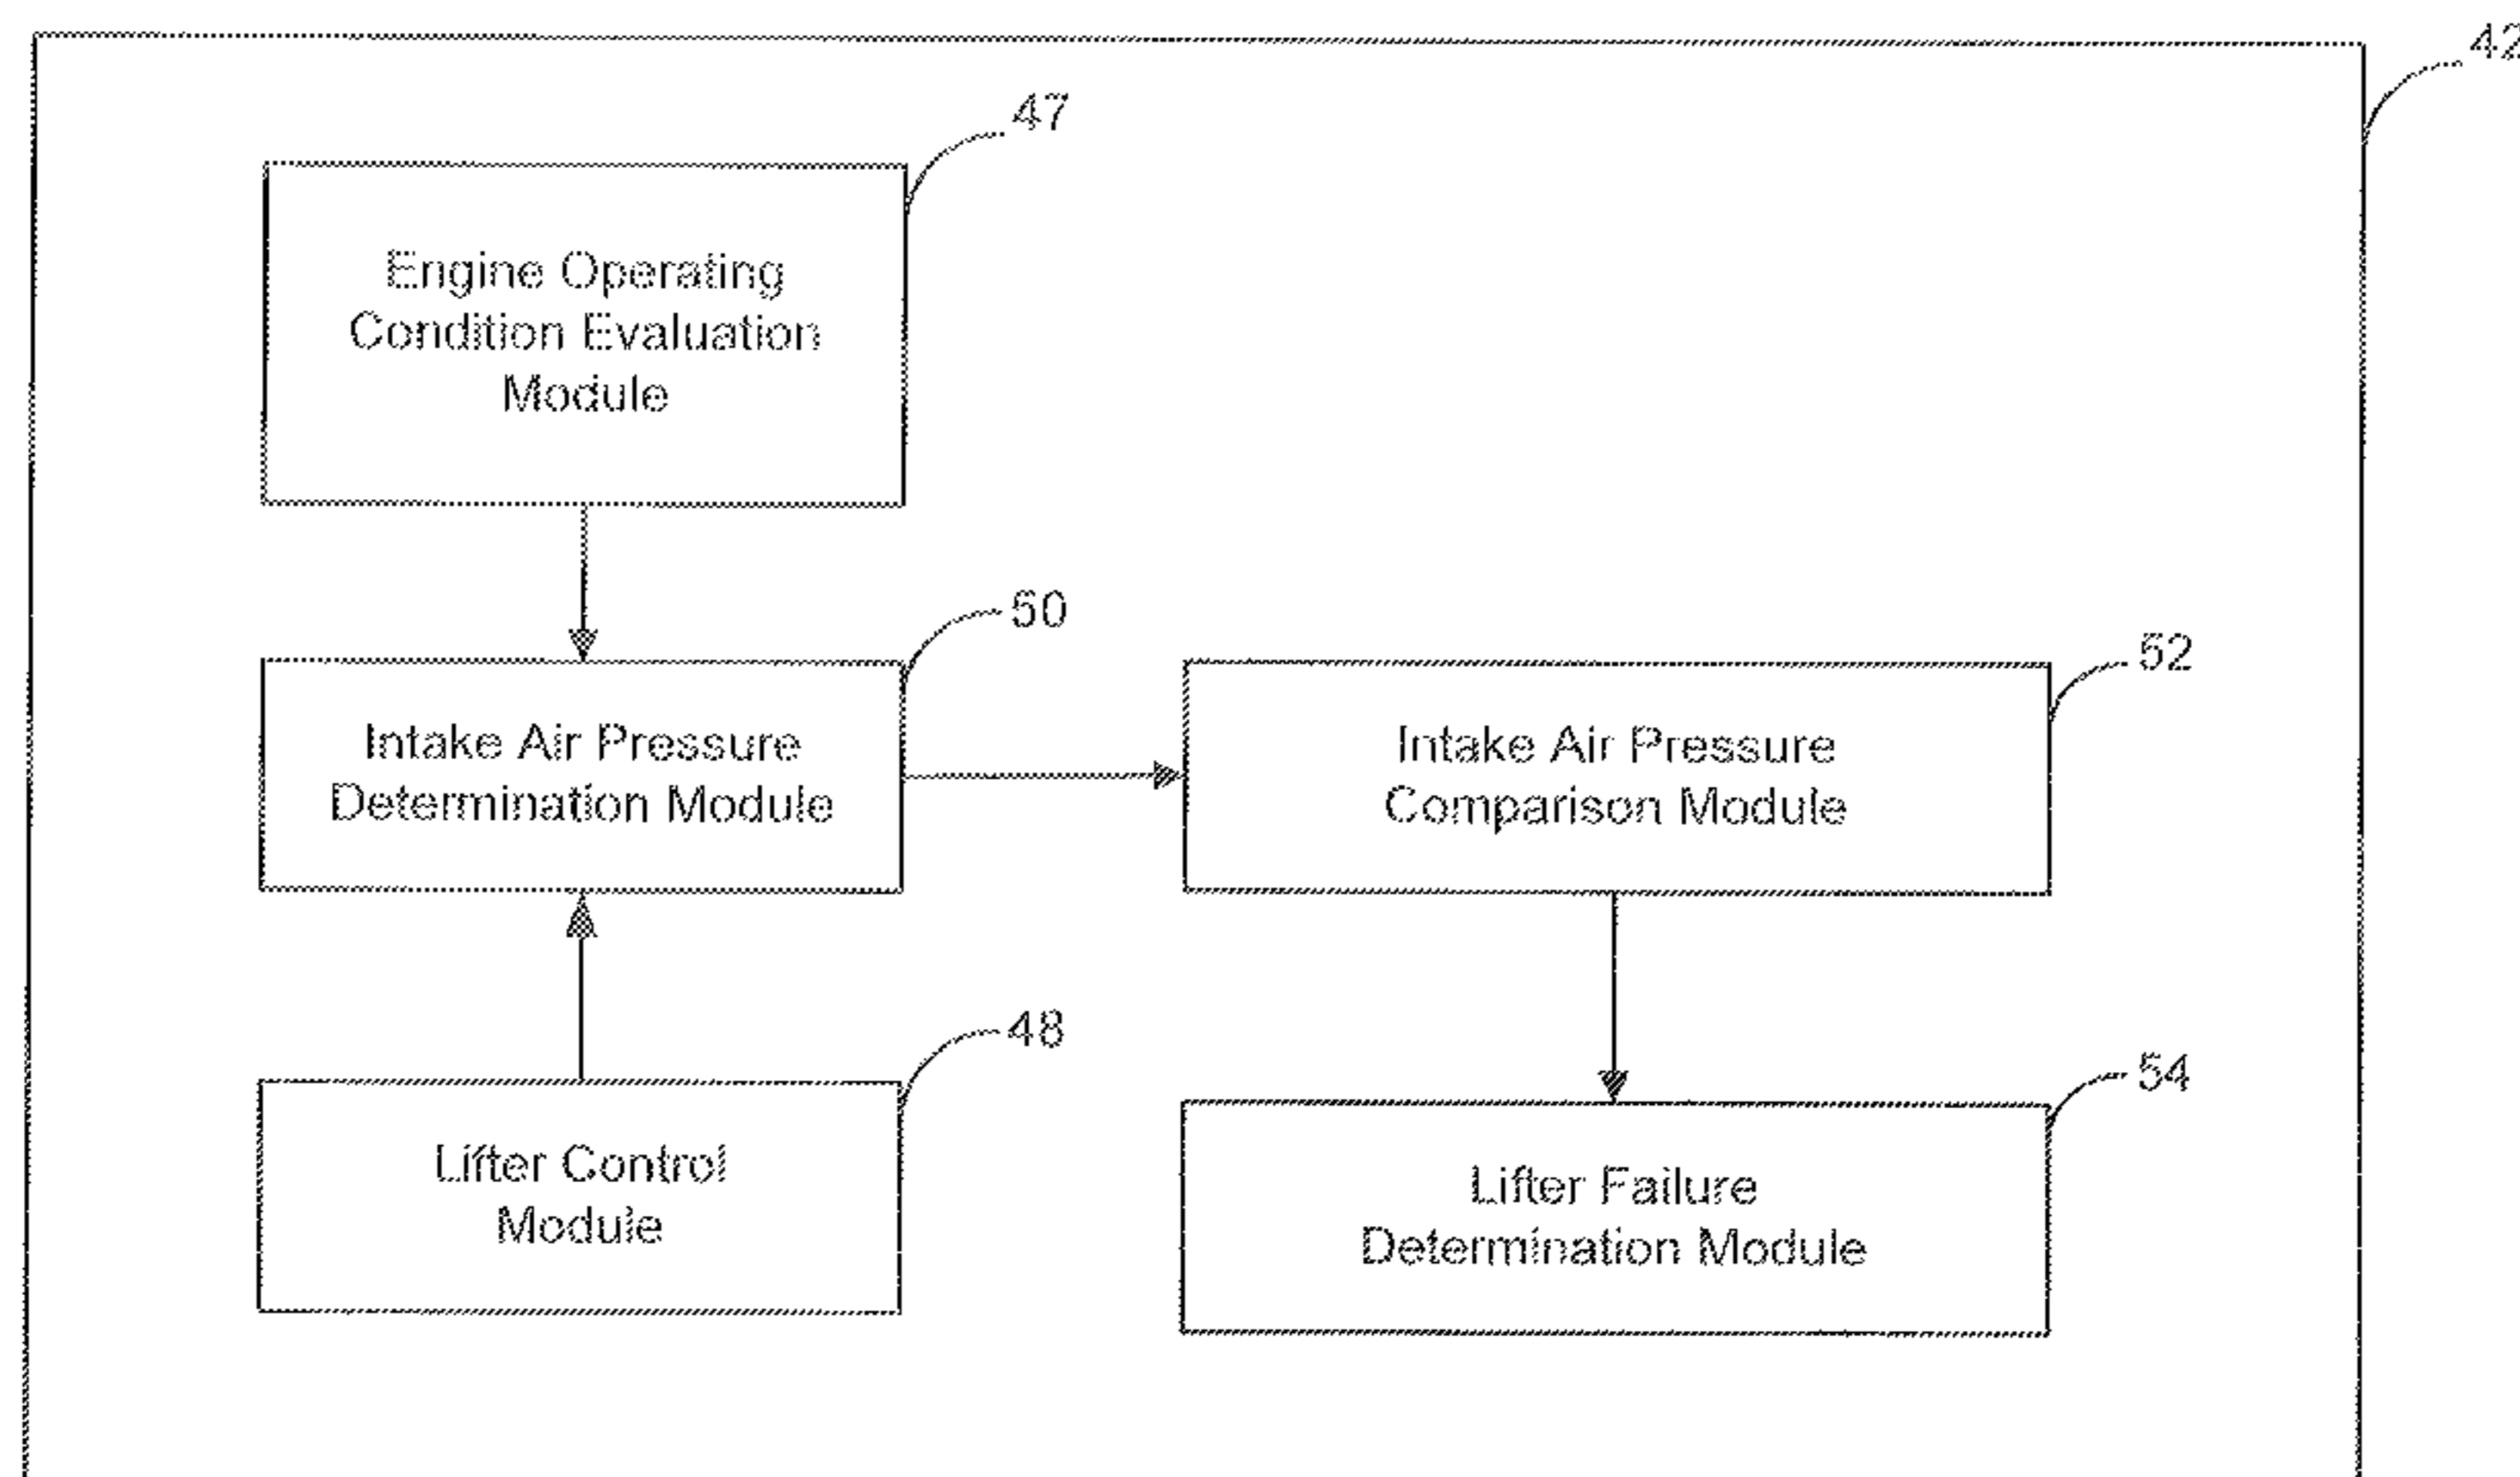 42
47
Engine Operating
Condition Evaluation
Module
50
Intake Air Pressure
Determination Module
52
Intake Air Pressure
Comparison Module
48
Lifter Control
Module
54
Lifter Failure
Determination Module